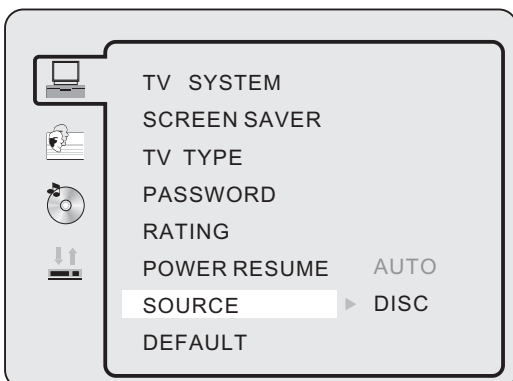 TV SYSTEM
SCREEN SAVER
TV TYPE
PASSWORD
RATING
POWER RESUME AUTO
SOURCE DISC
DEFAULT